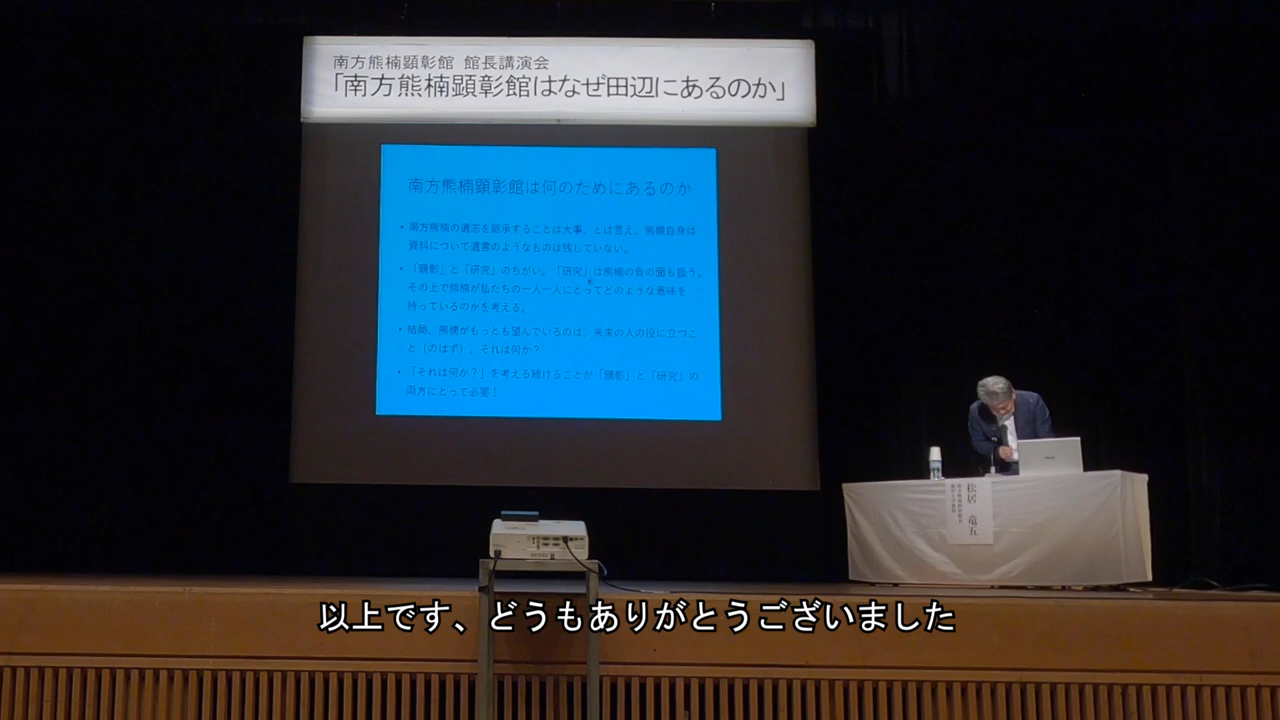 南方熊楠顕彰館 館長講演会
「南方熊楠顕彰館はなぜ田辺にあるのか」
南方熊楠顕彰館は何のためにあるのか
・南方熊楠の遺志を継承することは大事。とは言え、熊楠自身は
資料について遺書のようなものは残していない。
・「顕彰」と「研究」のちがい。「研究」は熊楠の負の面も扱う。
その上で熊楠が私たちの一人一人にとってどのような意味を
持っているのかを考える。
・結局、熊楠がもっとも望んでいるのは、未来の人の役に立つこ
と（のはず）。それは何か？
・「それは何か？」を考える続けることが「顕彰」と「研究」の
両方にとって必要！
松居 竜五
以上です、どうもありがとうございました